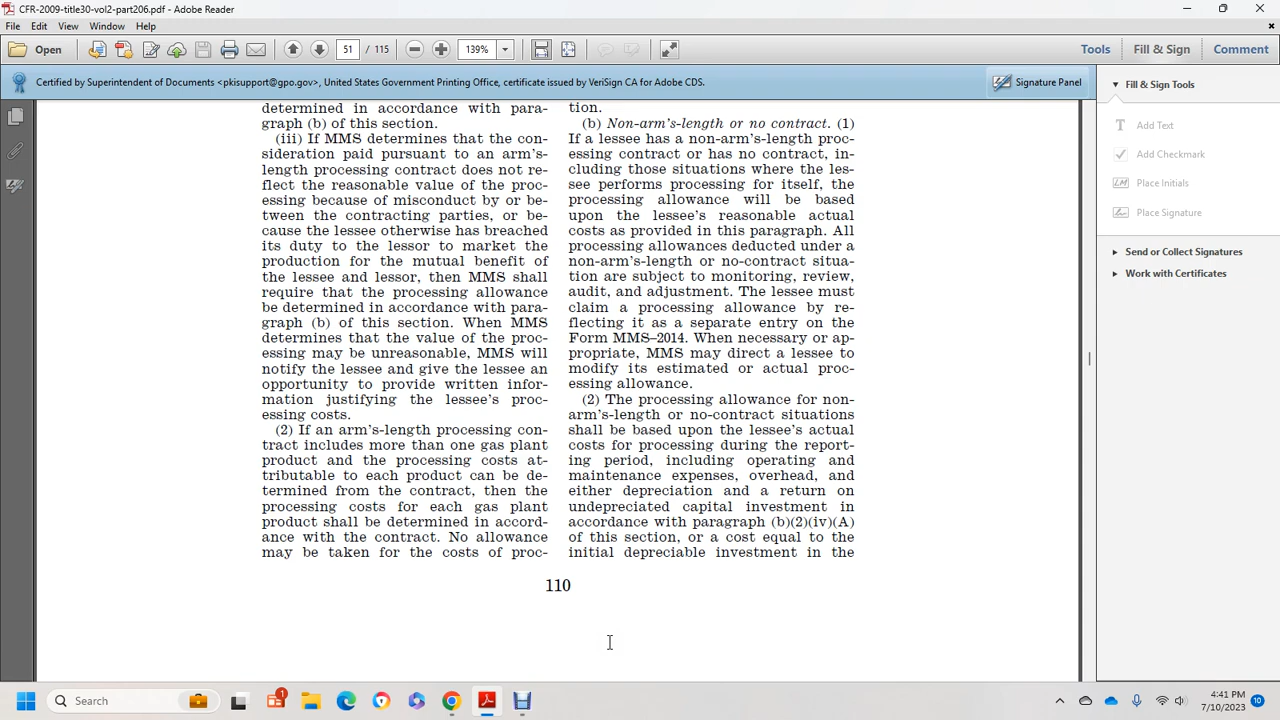 CFR-2009-title30-vol2-part206.pdf - Adobe Reader
File Edit View Window Help
Open
51 / 115
139%
Tools Fill & Sign Comment
Certified by Superintendent of Documents <pkisupport@gpo.gov>, United States Government Printing Office, certificate issued by VeriSign CA for Adobe CDS.
Signature Panel
determined in accordance with para-
graph (b) of this section.
(iii) If MMS determines that the con-
sideration paid pursuant to an arm's-
length processing contract does not re-
flect the reasonable value of the proc-
essing because of misconduct by or be-
tween the contracting parties, or be-
cause the lessee otherwise has breached
its duty to the lessor to market the
production for the mutual benefit of
the lessee and lessor, then MMS shall
require that the processing allowance
be determined in accordance with para-
graph (b) of this section. When MMS
determines that the value of the proc-
essing may be unreasonable, MMS will
notify the lessee and give the lessee an
opportunity to provide written infor-
mation justifying the lessee's proc-
essing costs.
(2) If an arm's-length processing con-
tract includes more than one gas plant
product and the processing costs at-
tributable to each product can be de-
termined from the contract, then the
processing costs for each gas plant
product shall be determined in accord-
ance with the contract. No allowance
may be taken for the costs of proc-
tion.
(b) Non-arm's-length or no contract. (1)
If a lessee has a non-arm's-length proc-
essing contract or has no contract, in-
cluding those situations where the les-
see performs processing for itself, the
processing allowance will be based
upon the lessee's reasonable actual
costs as provided in this paragraph. All
processing allowances deducted under a
non-arm's-length or no-contract situa-
tion are subject to monitoring, review,
audit, and adjustment. The lessee must
claim a processing allowance by re-
flecting it as a separate entry on the
Form MMS–2014. When necessary or ap-
propriate, MMS may direct a lessee to
modify its estimated or actual proc-
essing allowance.
(2) The processing allowance for non-
arm's-length or no-contract situations
shall be based upon the lessee's actual
costs for processing during the report-
ing period, including operating and
maintenance expenses, overhead, and
either depreciation and a return on
undepreciated capital investment in
accordance with paragraph (b)(2)(iv)(A)
of this section, or a cost equal to the
initial depreciable investment in the
110
Fill & Sign Tools
Add Text
Add Checkmark
Place Initials
Place Signature
Send or Collect Signatures
Work with Certificates
Search
1
4:41 PM
7/10/2023
10